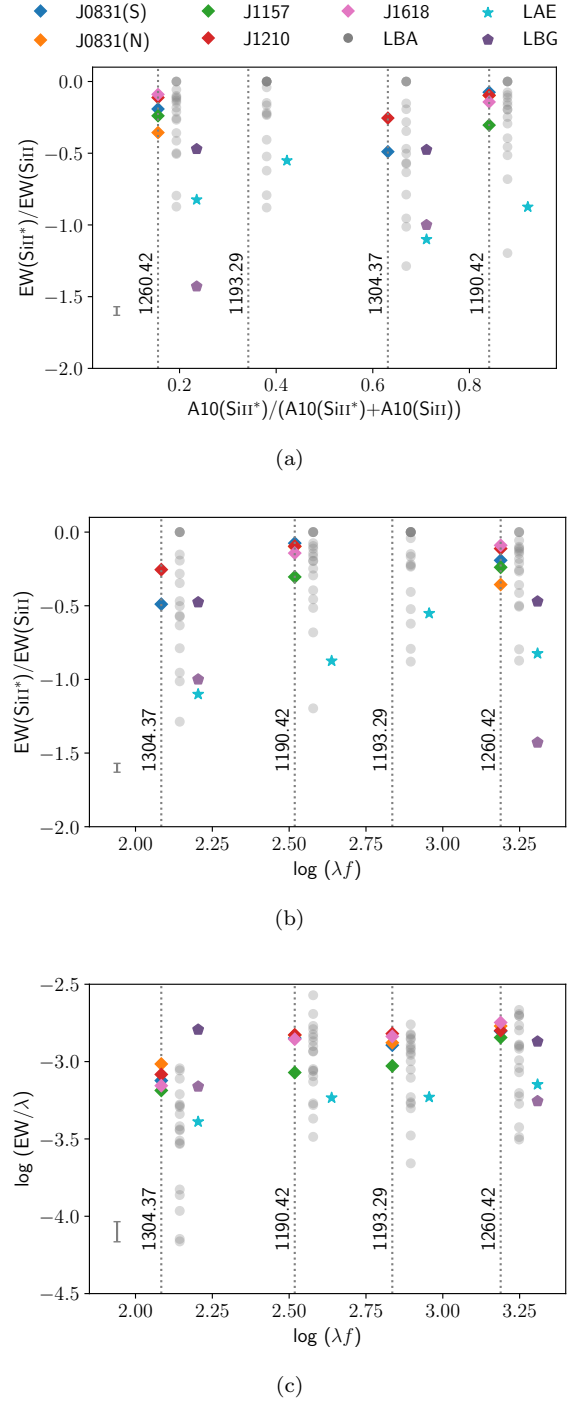 J0831(S) J1157 J1618 LAE
J0831(N) J1210 LBA LBG
0.0
−0.5
−1.0
−1.5
−2.0
EW(SiII*)/EW(SiII)
1260.42
1193.29
1304.37
1190.42
0.2 0.4 0.6 0.8
A10(SiII*)/(A10(SiII*)+A10(SiII))
(a)
0.0
−0.5
−1.0
−1.5
−2.0
EW(SiII*)/EW(SiII)
1304.37
1190.42
1193.29
1260.42
2.00 2.25 2.50 2.75 3.00 3.25
log (λf)
(b)
−2.5
−3.0
−3.5
−4.0
−4.5
log (EW/λ)
1304.37
1190.42
1193.29
1260.42
2.00 2.25 2.50 2.75 3.00 3.25
log (λf)
(c)